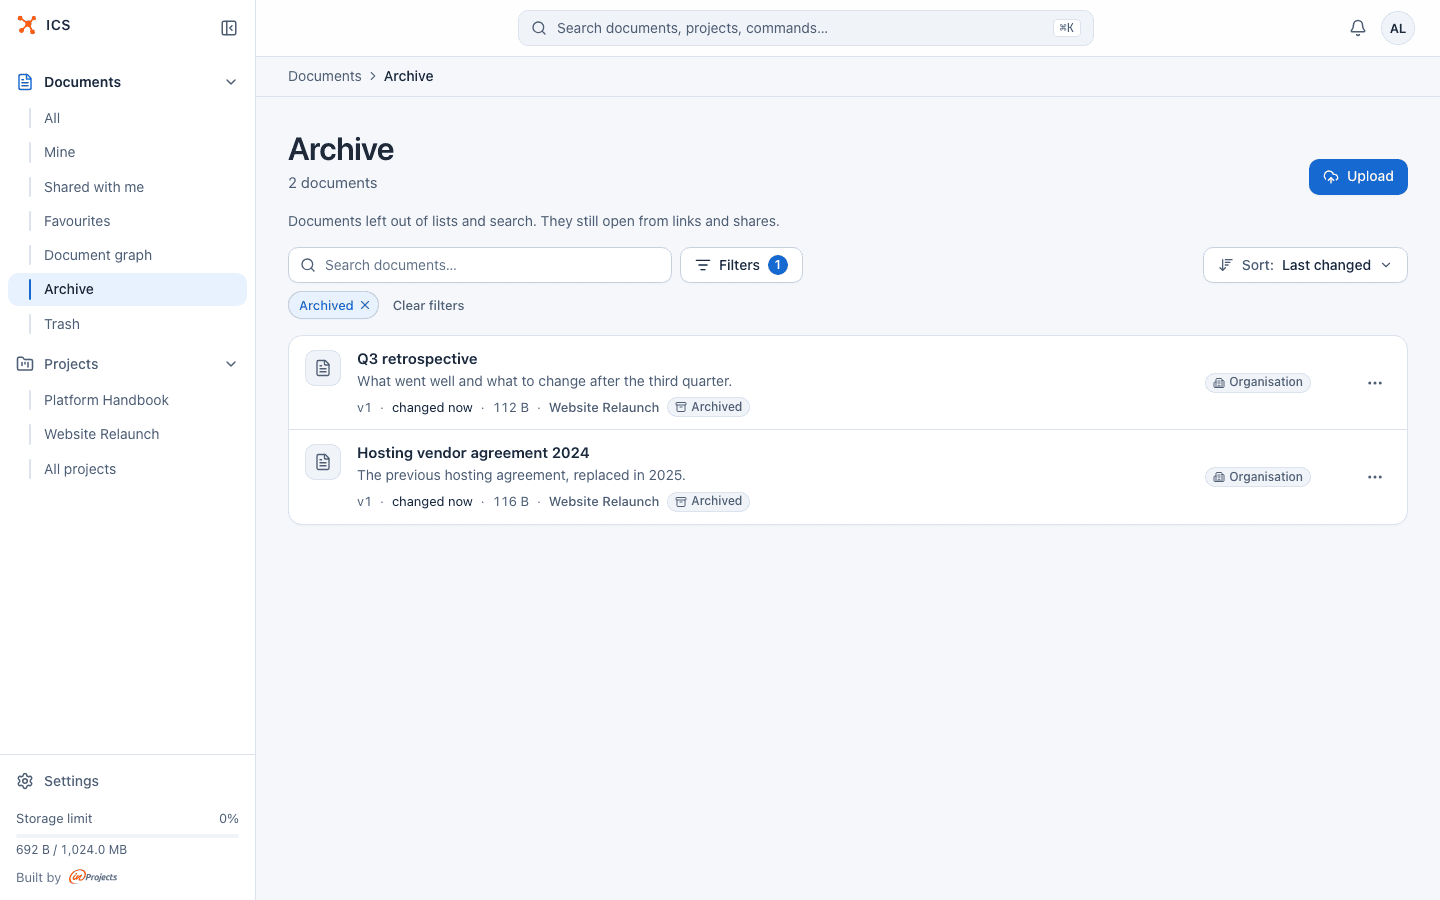 ICS
Search documents, projects, commands...
⌘K
AL
Documents
All
Mine
Shared with me
Favourites
Document graph
Archive
Trash
Projects
Platform Handbook
Website Relaunch
All projects
Settings
Storage limit 0%
692 B / 1,024.0 MB
Built by inProjects
Documents > Archive
Archive
2 documents
Upload
Documents left out of lists and search. They still open from links and shares.
Search documents...
Filters 1
Sort: Last changed
Archived × Clear filters
Q3 retrospective
What went well and what to change after the third quarter.
v1 · changed now · 112 B · Website Relaunch Archived
Organisation
Hosting vendor agreement 2024
The previous hosting agreement, replaced in 2025.
v1 · changed now · 116 B · Website Relaunch Archived
Organisation